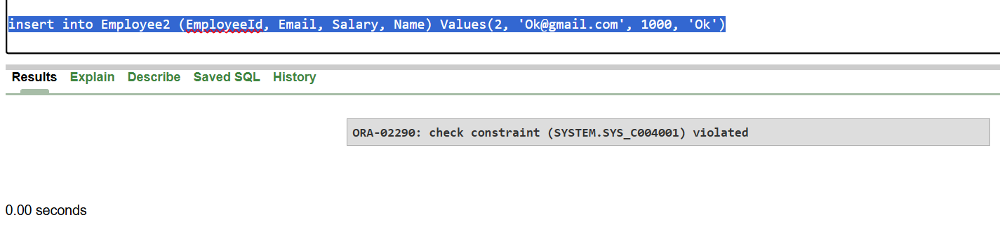 insert into Employee2 (EmployeeId, Email, Salary, Name) Values(2, 'Ok@gmail.com', 1000, 'Ok')
Results Explain Describe Saved SQL History
ORA-02290: check constraint (SYSTEM.SYS_C004001) violated
0.00 seconds